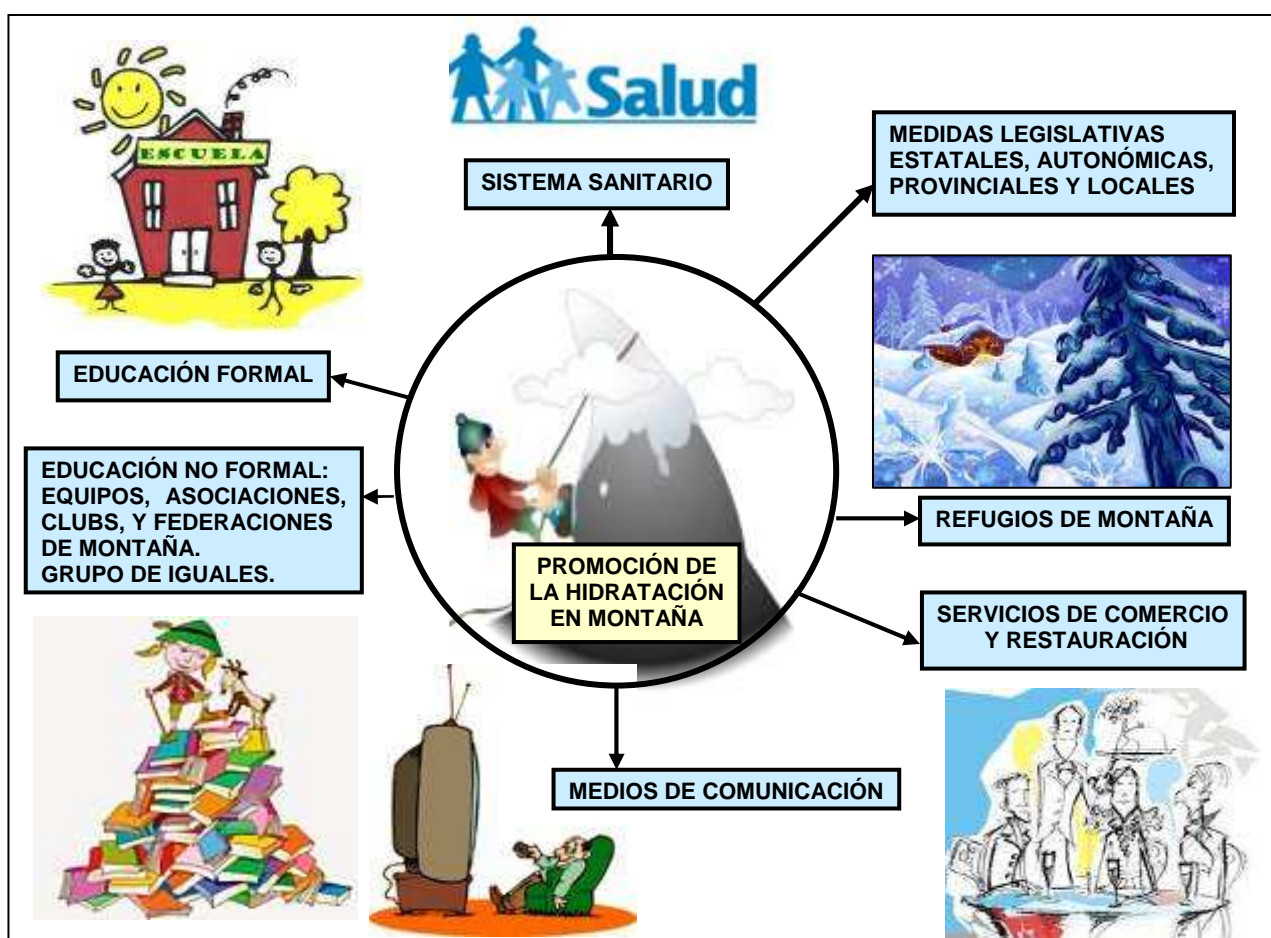 Salud
ESCUELA
SISTEMA SANITARIO
MEDIDAS LEGISLATIVAS
ESTATALES, AUTONÓMICAS,
PROVINCIALES Y LOCALES
EDUCACIÓN FORMAL
EDUCACIÓN NO FORMAL:
EQUIPOS, ASOCIACIONES,
CLUBS, Y FEDERACIONES
DE MONTAÑA.
GRUPO DE IGUALES.
REFUGIOS DE MONTAÑA
PROMOCIÓN DE
LA HIDRATACIÓN
EN MONTAÑA
SERVICIOS DE COMERCIO
Y RESTAURACIÓN
MEDIOS DE COMUNICACIÓN